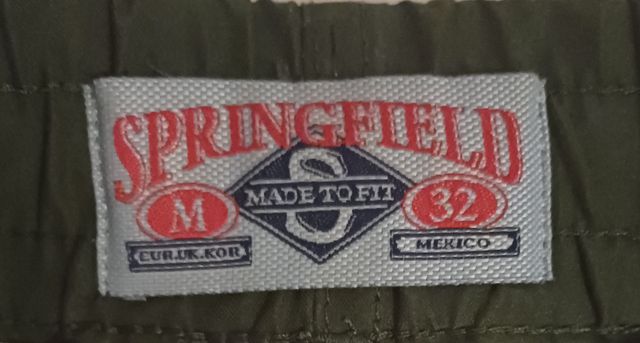 SPRINGFIELD
S
MADE TO FIT
M
32
EUR.UK.KOR
MEXICO